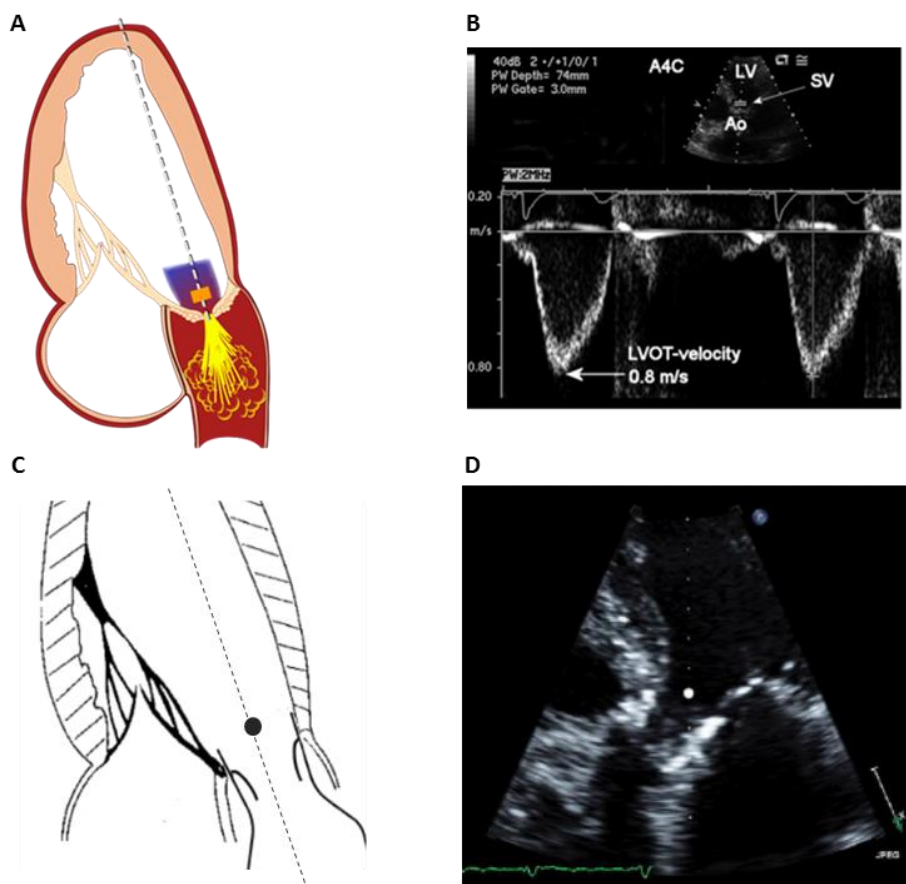 A
B
40dB 2 •/+1/0/ 1
PW Depth= 74mm
PW Gate= 3.0mm
A4C
LV
SV
Ao
PW:2MHz
0.20
m/s
LVOT-velocity
0.8 m/s
0.80
C
D
JPEG